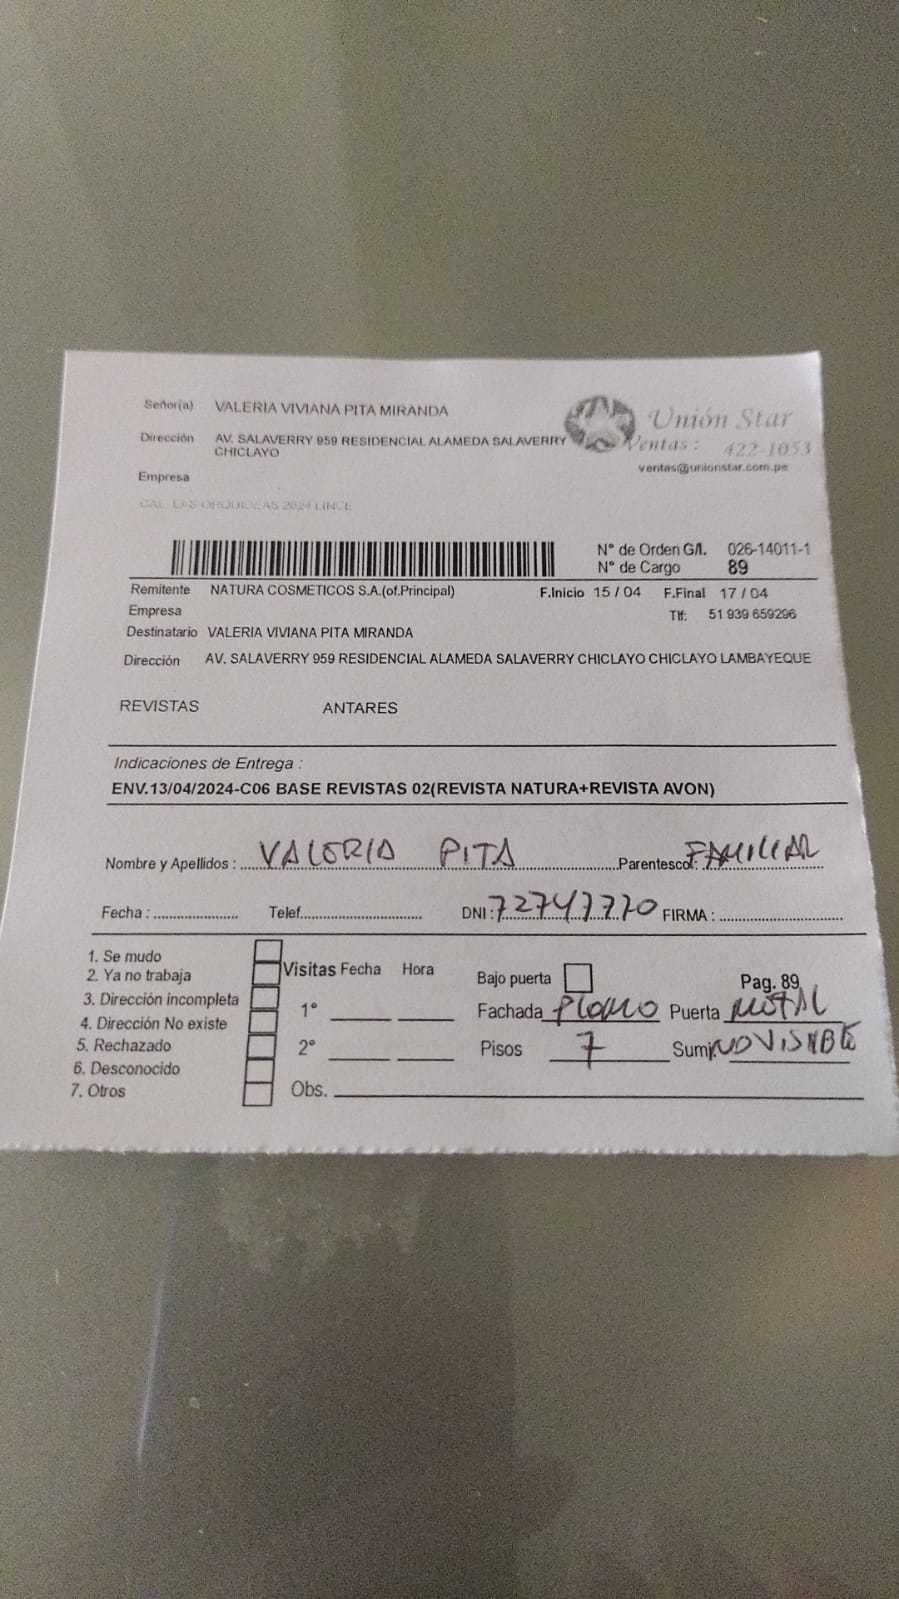 Señor(a) VALERIA VIVIANA PITA MIRANDA
Unión Star
Dirección AV. SALAVERRY 959 RESIDENCIAL ALAMEDA SALAVERRY
CHICLAYO
Ventas: 422-1053
ventas@unionstar.com.pe
Empresa
CAL. LAS ORQUIDEAS 2024 LINCE
N° de Orden G/I. 026-14011-1
N° de Cargo 89
Remitente NATURA COSMETICOS S.A.(of.Principal) F.Inicio 15 / 04 F.Final 17 / 04
Empresa Tlf: 51 939 659296
Destinatario VALERIA VIVIANA PITA MIRANDA
Dirección AV. SALAVERRY 959 RESIDENCIAL ALAMEDA SALAVERRY CHICLAYO CHICLAYO LAMBAYEQUE
REVISTAS ANTARES
Indicaciones de Entrega :
ENV.13/04/2024-C06 BASE REVISTAS 02(REVISTA NATURA+REVISTA AVON)
Nombre y Apellidos : VALERIA PITA Parentesco: FAMILIAR
Fecha : Telef. DNI : 72747770 FIRMA :
1. Se mudo
2. Ya no trabaja
3. Dirección incompleta
4. Dirección No existe
5. Rechazado
6. Desconocido
7. Otros
Visitas Fecha Hora
1°
2°
Obs.
Bajo puerta Pag. 89
Fachada PLOMO Puerta METAL
Pisos 7 Sum. NO VISIBLE